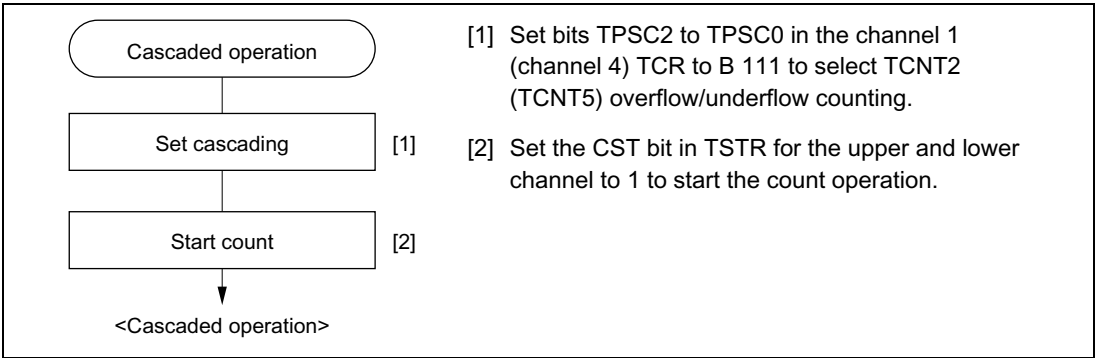 Cascaded operation
Set cascading
[1]
Start count
[2]
<Cascaded operation>
[1] Set bits TPSC2 to TPSC0 in the channel 1
(channel 4) TCR to B 111 to select TCNT2
(TCNT5) overflow/underflow counting.
[2] Set the CST bit in TSTR for the upper and lower
channel to 1 to start the count operation.